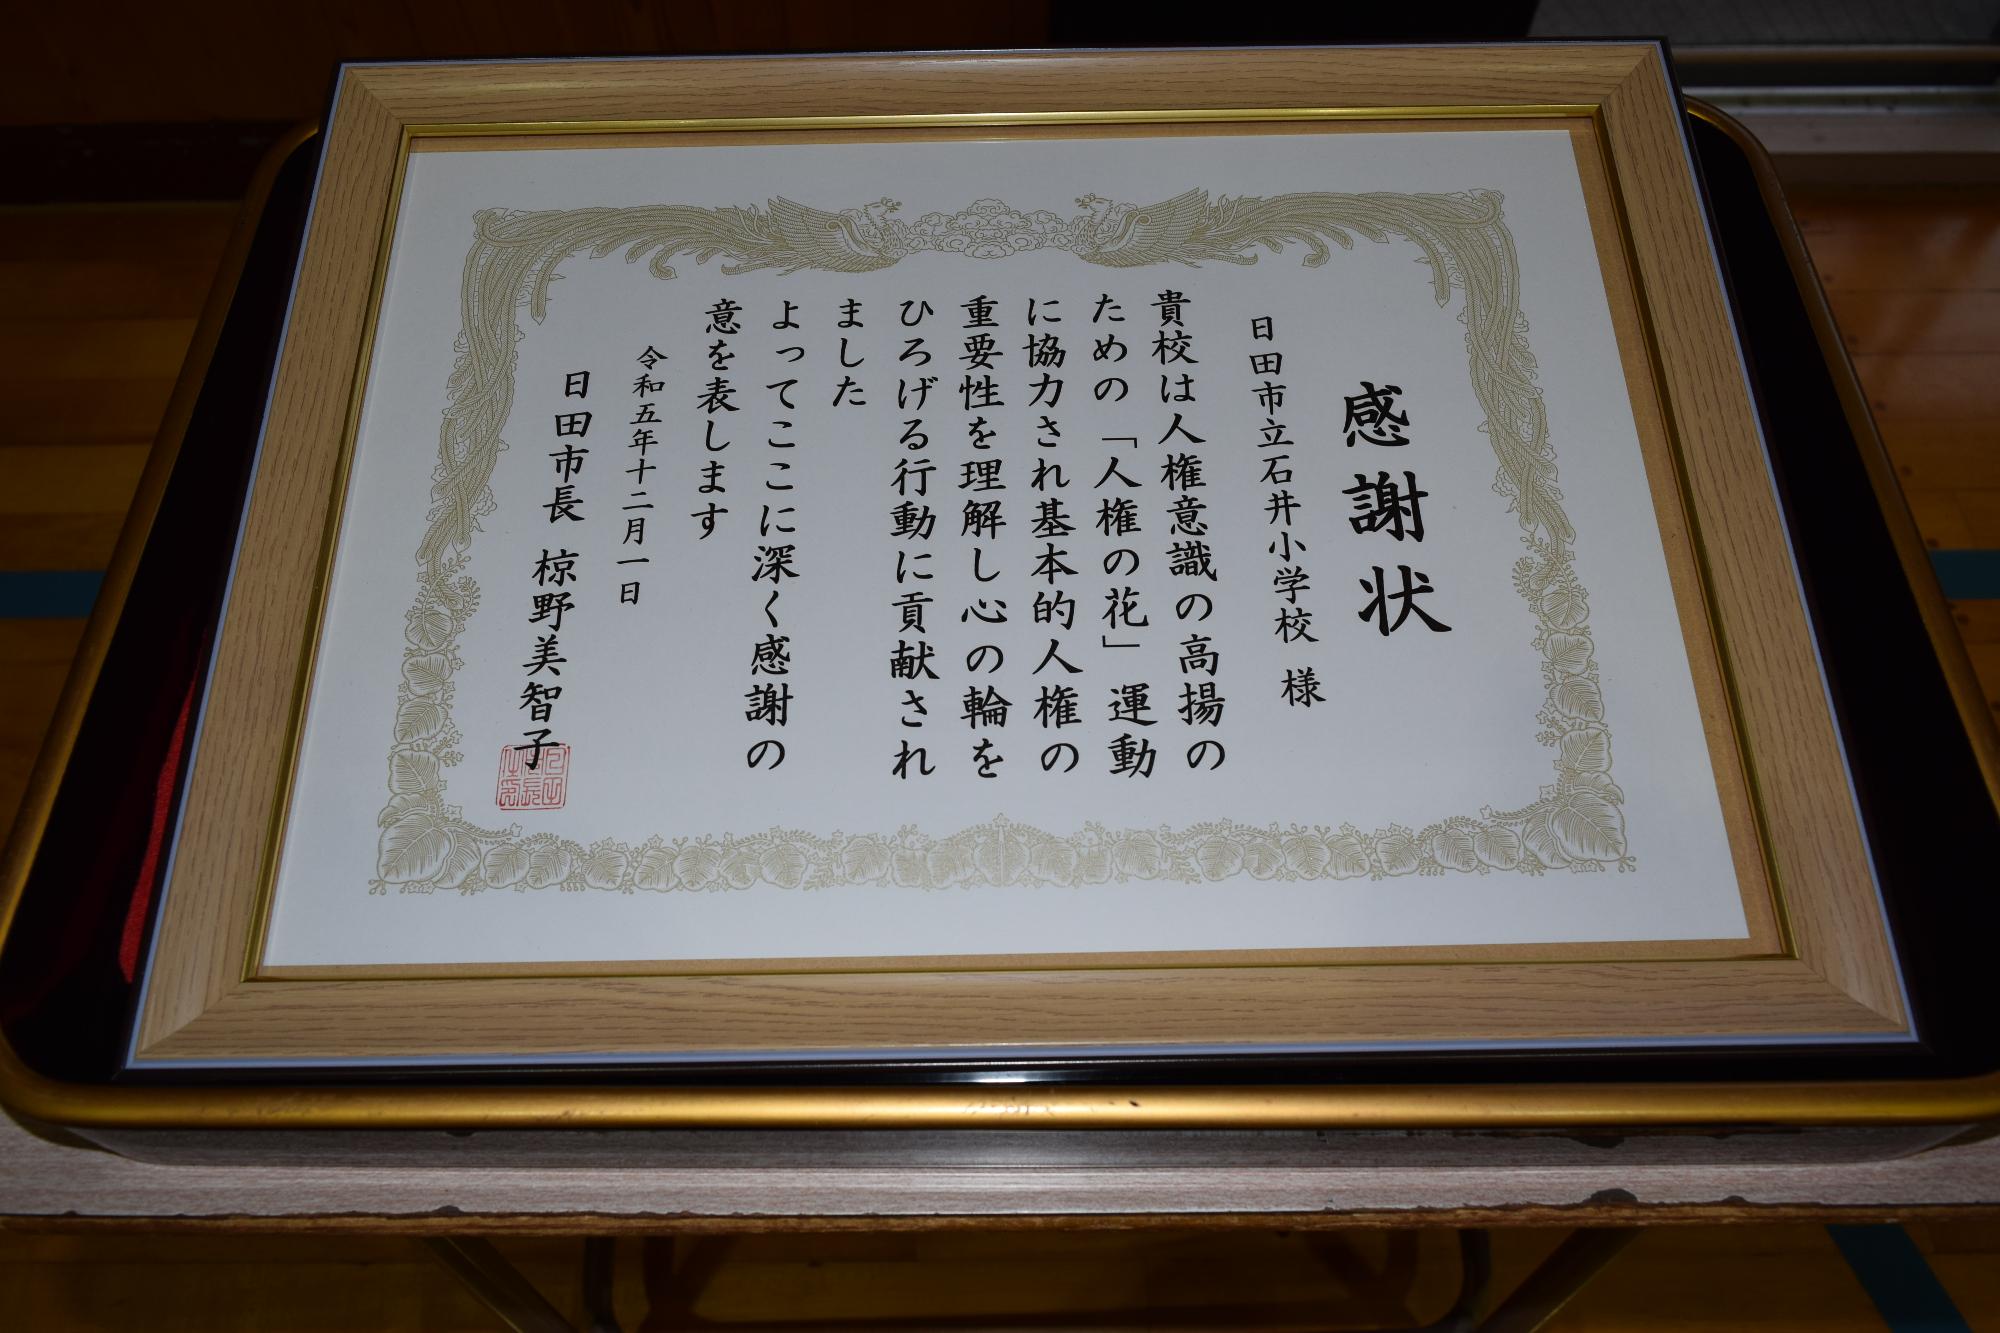 感謝状
日田市立石井小学校 様
貴校は人権意識の高揚の
ための「人権の花」運動
に協力され基本的人権の
重要性を理解し心の輪を
ひろげる行動に貢献され
ました
よってここに深く感謝の
意を表します
令和五年十二月一日
日田市長 椋野美智子